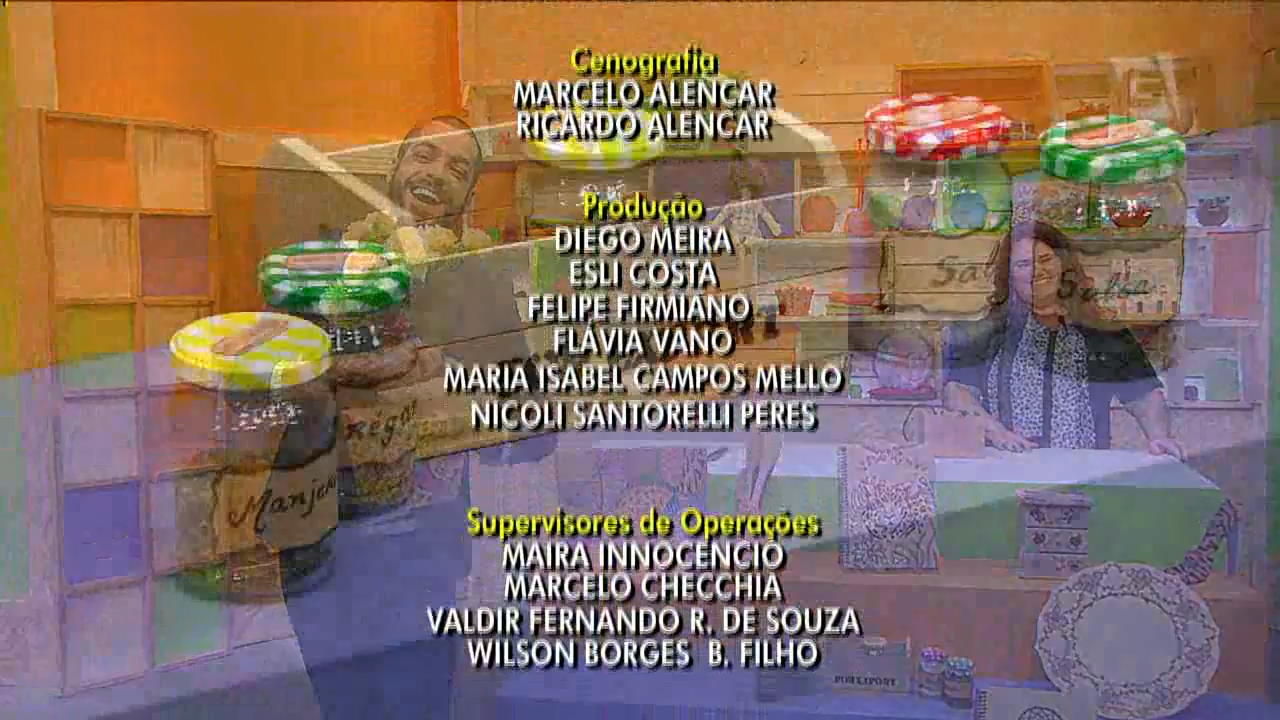 Cenografia
MARCELO ALENCAR
RICARDO ALENCAR
Produção
DIEGO MEIRA
ESLI COSTA
FELIPE FIRMIANO
FLÁVIA VANO
MARIA ISABEL CAMPOS MELLO
NICOLI SANTORELLI PERES
Supervisores de Operações
MAIRA INNOCENCIO
MARCELO CHECCHIA
VALDIR FERNANDO R. DE SOUZA
WILSON BORGES B. FILHO